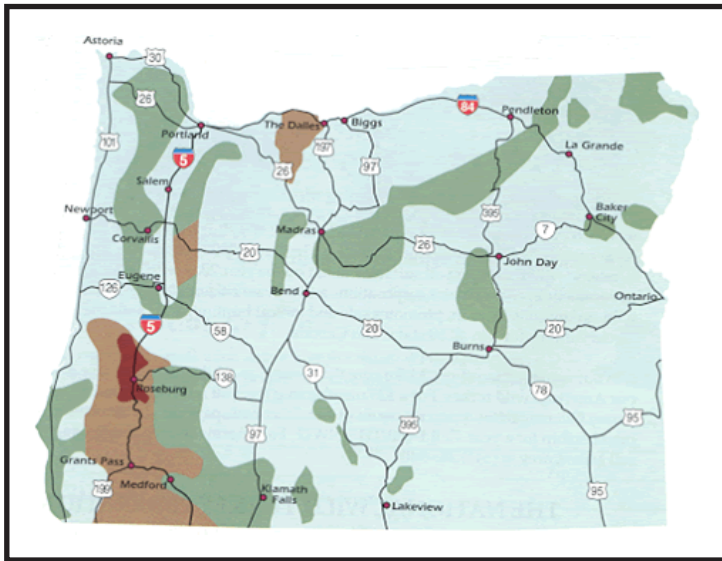 Astoria
30
26
84
Pendleton
Portland
The Dalles
Biggs
101
5
197
La Grande
97
26
Salem
395
Newport
Baker
City
7
Madras
Corvallis
26
20
John Day
Eugene
Bend
Ontario
126
5
20
20
58
Burns
31
138
78
Roseburg
395
95
97
Grants Pass
Medford
Klamath
Falls
199
95
Lakeview